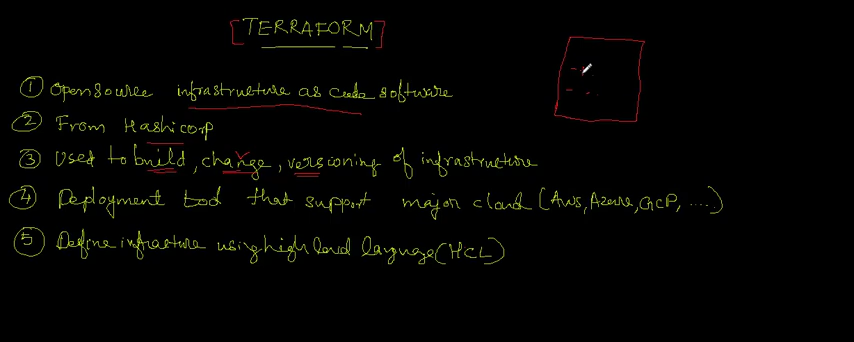 [TERRAFORM]
① Opensource infrastructure as code software
② From Hashicorp
③ Used to build, change, versioning of infrastructure
④ Deployment tool that support major cloud (Aws, Azure, GCP, ....)
⑤ Define infrasture using high level language (HCL)